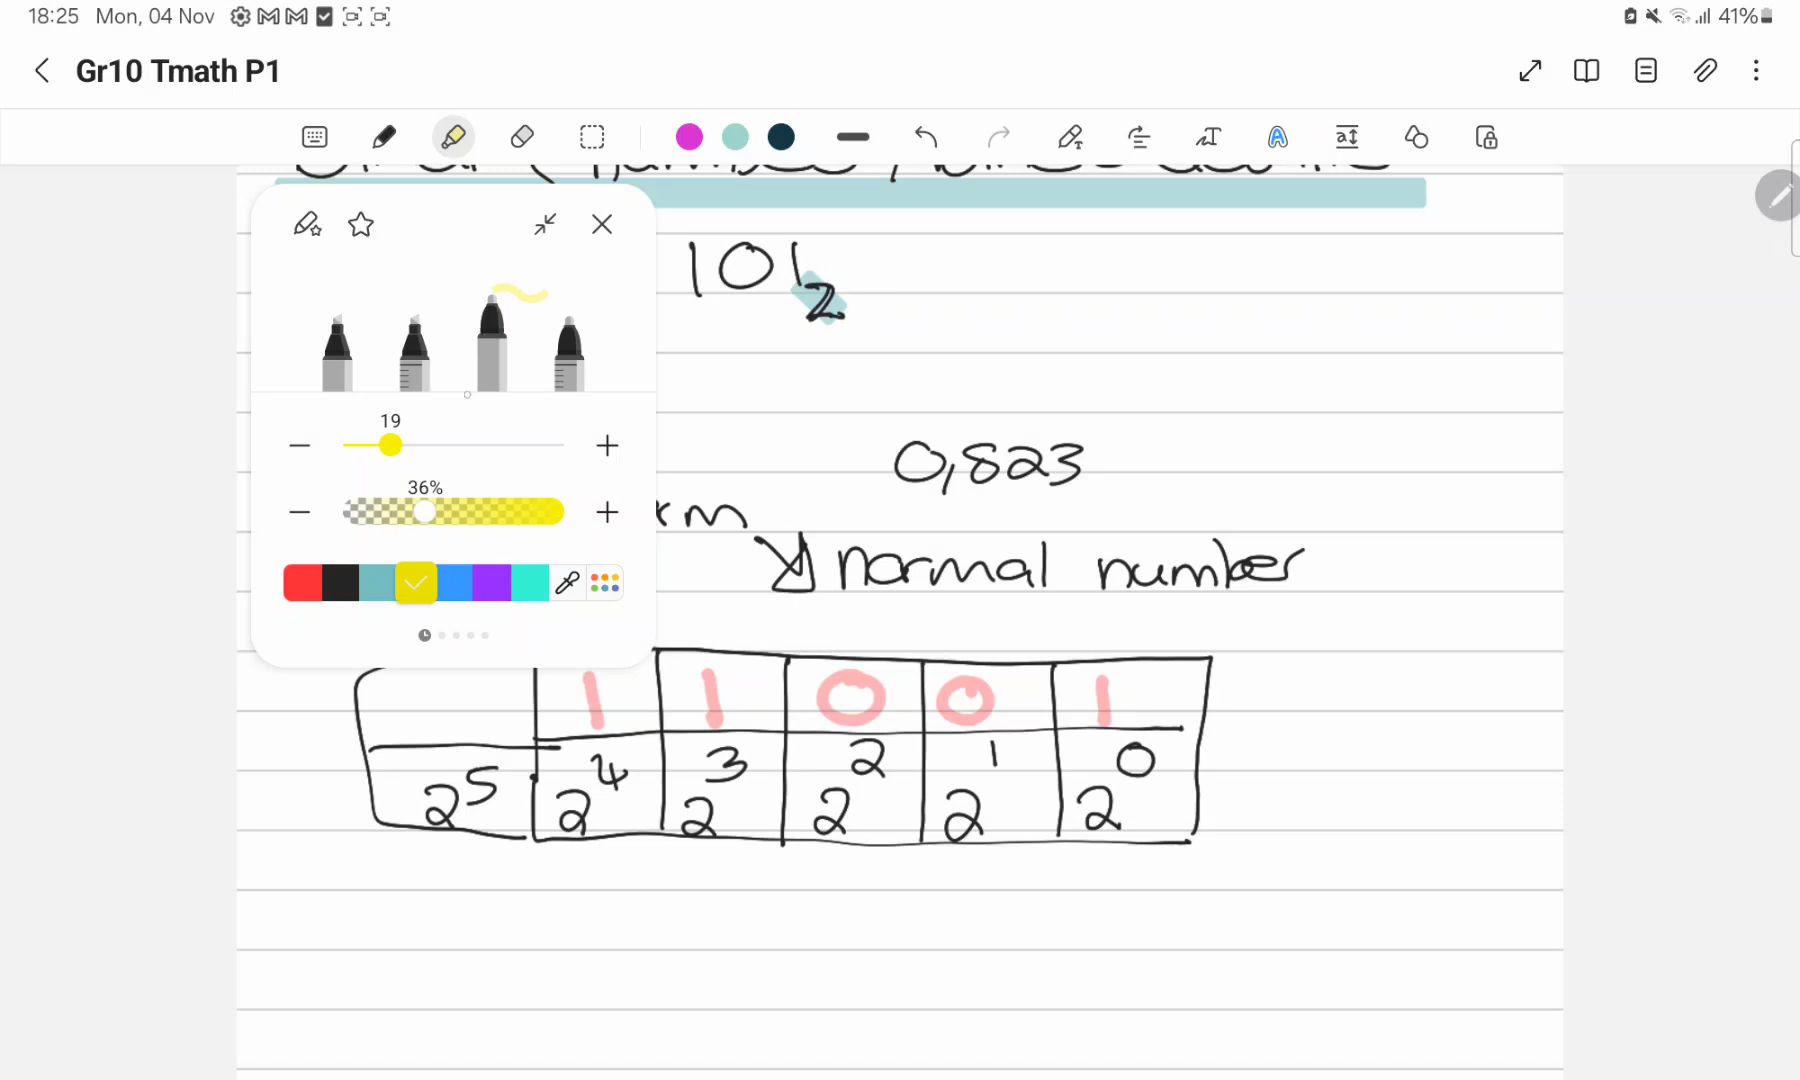 18:25 Mon, 04 Nov 41%
Gr10 Tmath P1
101₂
19
0,823
36%
normal number
1 1 0 0 1
2⁵ 2⁴ 2³ 2² 2¹ 2⁰